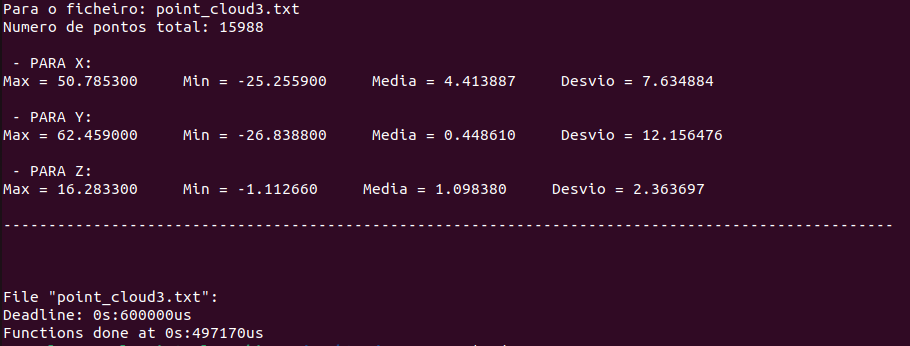 Para o ficheiro: point_cloud3.txt
Numero de pontos total: 15988
- PARA X:
Max = 50.785300 Min = -25.255900 Media = 4.413887 Desvio = 7.634884
- PARA Y:
Max = 62.459000 Min = -26.838800 Media = 0.448610 Desvio = 12.156476
- PARA Z:
Max = 16.283300 Min = -1.112660 Media = 1.098380 Desvio = 2.363697
---------------------------------------------------------------------------------------------------
File "point_cloud3.txt":
Deadline: 0s:600000us
Functions done at 0s:497170us